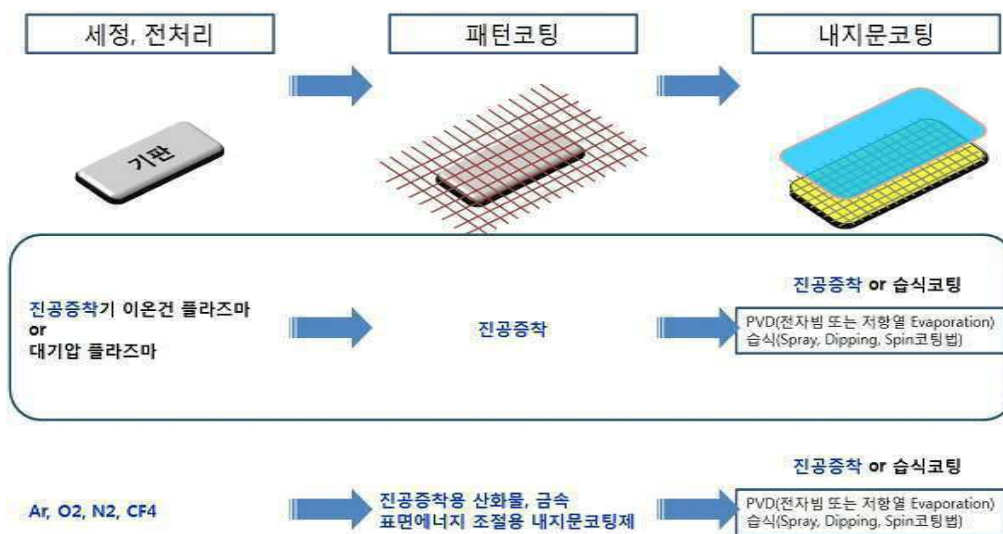 세정, 전처리
패턴코팅
내지문코팅
기판
진공증착기 이온건 플라즈마
or
대기압 플라즈마
진공증착
진공증착 or 습식코팅
PVD(전자빔 또는 저항열 Evaporation)
습식(Spray, Dipping, Spin코팅법)
Ar, O2, N2, CF4
진공증착용 산화물, 금속
표면에너지 조절용 내지문코팅제
진공증착 or 습식코팅
PVD(전자빔 또는 저항열 Evaporation)
습식(Spray, Dipping, Spin코팅법)